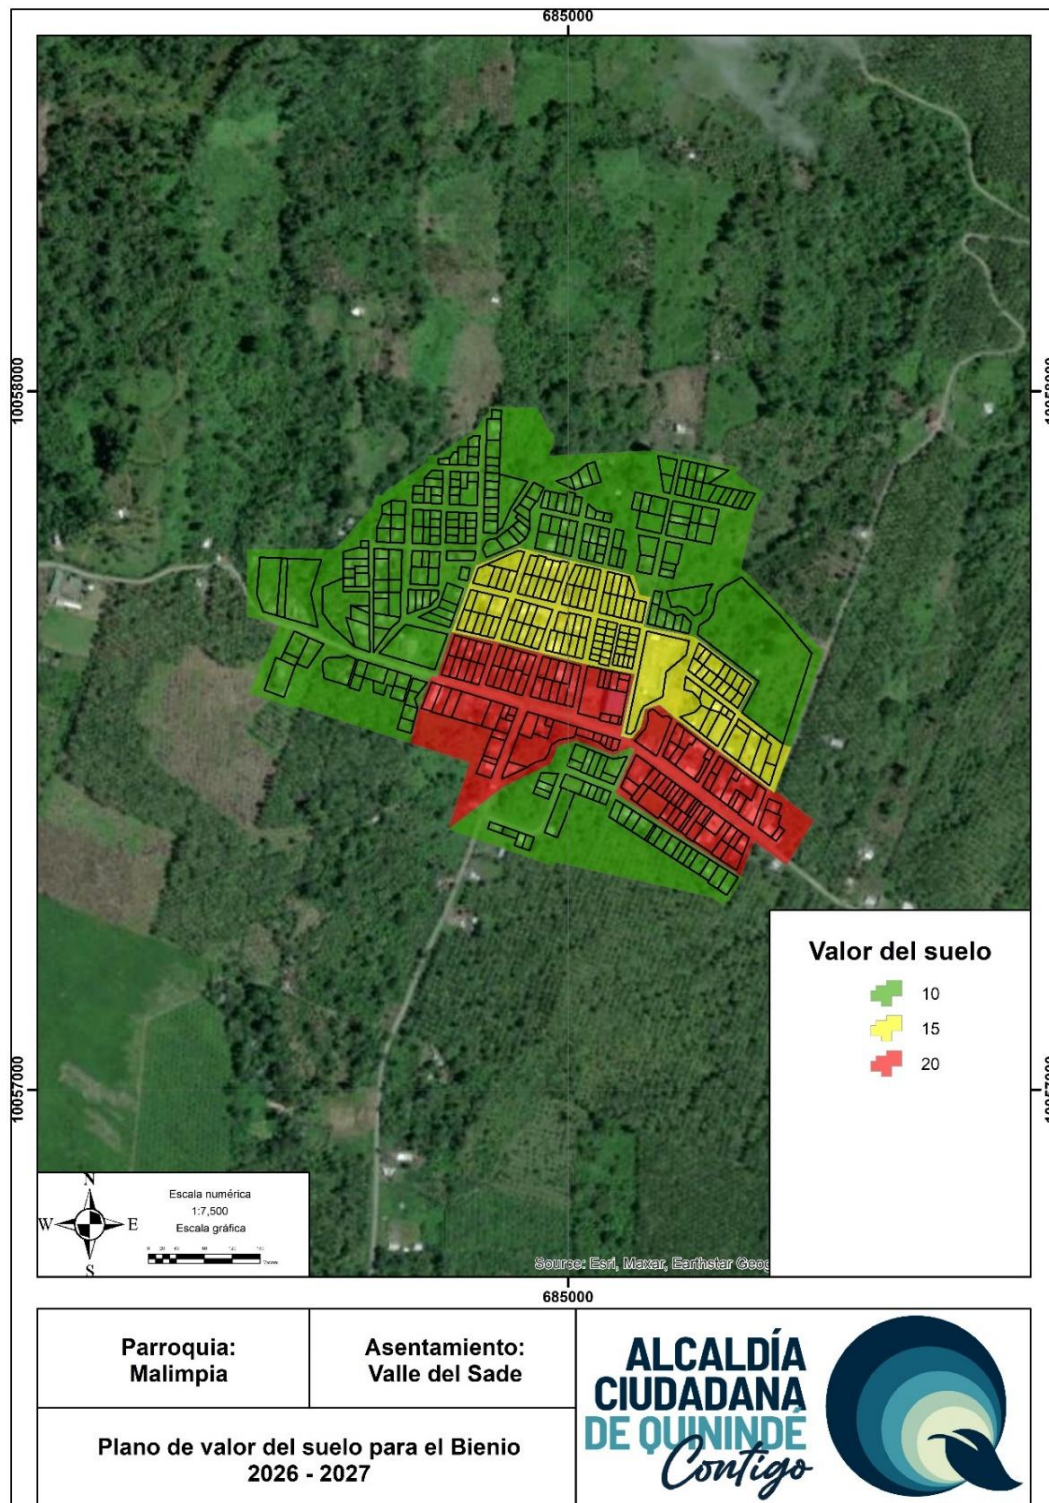 685000
10058000
10058000
10057000
10057000
Valor del suelo
10
15
20
N
W
E
S
Escala numérica
1:7,500
Escala gráfica
Source: Esri, Maxar, Earthstar Geog
685000
Parroquia:
Malimpia
Asentamiento:
Valle del Sade
Plano de valor del suelo para el Bienio
2026 - 2027
ALCALDÍA
CIUDADANA
DE QUININDÉ
Contigo